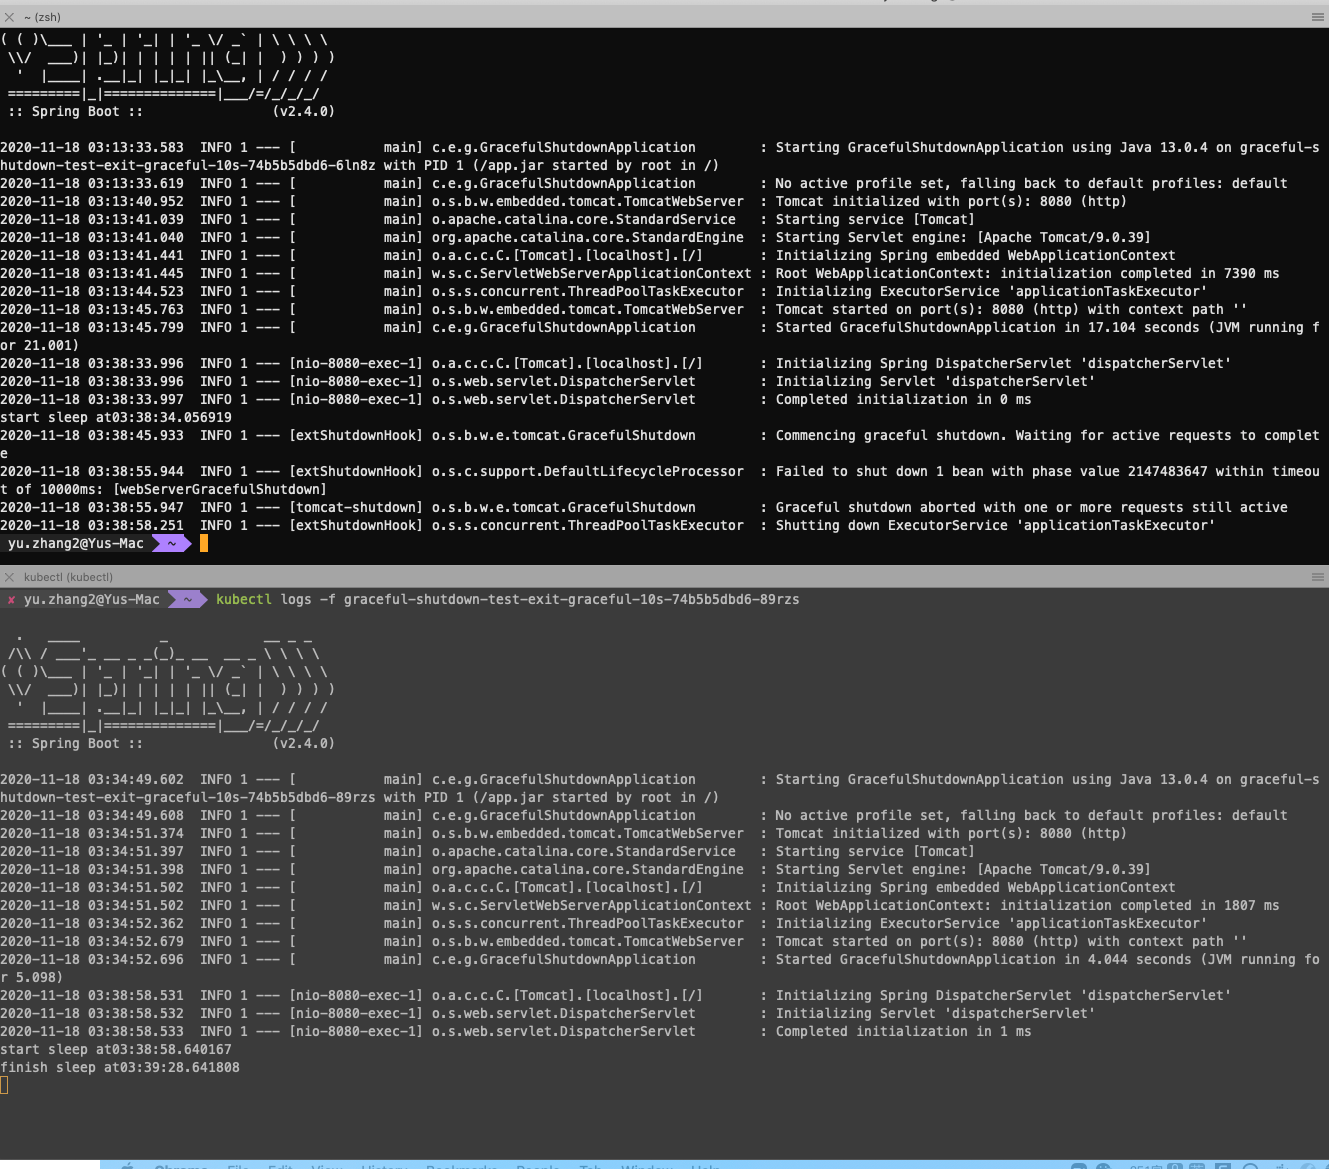 ~ (zsh)
( ( )\___ | '_ | '_| | '_ \/ _` | \ \ \ \
 \\/  ___)| |_)| | | | | || (_| |  ) ) ) )
  '  |____| .__|_| |_|_| |_\__, | / / / /
 =========|_|==============|___/=/_/_/_/
 :: Spring Boot ::                (v2.4.0)
2020-11-18 03:13:33.583  INFO 1 --- [           main] c.e.g.GracefulShutdownApplication        : Starting GracefulShutdownApplication using Java 13.0.4 on graceful-s
hutdown-test-exit-graceful-10s-74b5b5dbd6-6ln8z with PID 1 (/app.jar started by root in /)
2020-11-18 03:13:33.619  INFO 1 --- [           main] c.e.g.GracefulShutdownApplication        : No active profile set, falling back to default profiles: default
2020-11-18 03:13:40.952  INFO 1 --- [           main] o.s.b.w.embedded.tomcat.TomcatWebServer  : Tomcat initialized with port(s): 8080 (http)
2020-11-18 03:13:41.039  INFO 1 --- [           main] o.apache.catalina.core.StandardService   : Starting service [Tomcat]
2020-11-18 03:13:41.040  INFO 1 --- [           main] org.apache.catalina.core.StandardEngine  : Starting Servlet engine: [Apache Tomcat/9.0.39]
2020-11-18 03:13:41.441  INFO 1 --- [           main] o.a.c.c.C.[Tomcat].[localhost].[/]       : Initializing Spring embedded WebApplicationContext
2020-11-18 03:13:41.445  INFO 1 --- [           main] w.s.c.ServletWebServerApplicationContext : Root WebApplicationContext: initialization completed in 7390 ms
2020-11-18 03:13:44.523  INFO 1 --- [           main] o.s.s.concurrent.ThreadPoolTaskExecutor  : Initializing ExecutorService 'applicationTaskExecutor'
2020-11-18 03:13:45.763  INFO 1 --- [           main] o.s.b.w.embedded.tomcat.TomcatWebServer  : Tomcat started on port(s): 8080 (http) with context path ''
2020-11-18 03:13:45.799  INFO 1 --- [           main] c.e.g.GracefulShutdownApplication        : Started GracefulShutdownApplication in 17.104 seconds (JVM running f
or 21.001)
2020-11-18 03:38:33.996  INFO 1 --- [nio-8080-exec-1] o.a.c.c.C.[Tomcat].[localhost].[/]       : Initializing Spring DispatcherServlet 'dispatcherServlet'
2020-11-18 03:38:33.996  INFO 1 --- [nio-8080-exec-1] o.s.web.servlet.DispatcherServlet        : Initializing Servlet 'dispatcherServlet'
2020-11-18 03:38:33.997  INFO 1 --- [nio-8080-exec-1] o.s.web.servlet.DispatcherServlet        : Completed initialization in 0 ms
start sleep at03:38:34.056919
2020-11-18 03:38:45.933  INFO 1 --- [extShutdownHook] o.s.b.w.e.tomcat.GracefulShutdown        : Commencing graceful shutdown. Waiting for active requests to complet
e
2020-11-18 03:38:55.944  INFO 1 --- [extShutdownHook] o.s.c.support.DefaultLifecycleProcessor  : Failed to shut down 1 bean with phase value 2147483647 within timeou
t of 10000ms: [webServerGracefulShutdown]
2020-11-18 03:38:55.947  INFO 1 --- [tomcat-shutdown] o.s.b.w.e.tomcat.GracefulShutdown        : Graceful shutdown aborted with one or more requests still active
2020-11-18 03:38:58.251  INFO 1 --- [extShutdownHook] o.s.s.concurrent.ThreadPoolTaskExecutor  : Shutting down ExecutorService 'applicationTaskExecutor'
yu.zhang2@Yus-Mac ~
kubectl (kubectl)
✘ yu.zhang2@Yus-Mac ~ kubectl logs -f graceful-shutdown-test-exit-graceful-10s-74b5b5dbd6-89rzs
  .   ____          _            __ _ _
 /\\ / ___'_ __ _ _(_)_ __  __ _ \ \ \ \
( ( )\___ | '_ | '_| | '_ \/ _` | \ \ \ \
 \\/  ___)| |_)| | | | | || (_| |  ) ) ) )
  '  |____| .__|_| |_|_| |_\__, | / / / /
 =========|_|==============|___/=/_/_/_/
 :: Spring Boot ::                (v2.4.0)
2020-11-18 03:34:49.602  INFO 1 --- [           main] c.e.g.GracefulShutdownApplication        : Starting GracefulShutdownApplication using Java 13.0.4 on graceful-s
hutdown-test-exit-graceful-10s-74b5b5dbd6-89rzs with PID 1 (/app.jar started by root in /)
2020-11-18 03:34:49.608  INFO 1 --- [           main] c.e.g.GracefulShutdownApplication        : No active profile set, falling back to default profiles: default
2020-11-18 03:34:51.374  INFO 1 --- [           main] o.s.b.w.embedded.tomcat.TomcatWebServer  : Tomcat initialized with port(s): 8080 (http)
2020-11-18 03:34:51.397  INFO 1 --- [           main] o.apache.catalina.core.StandardService   : Starting service [Tomcat]
2020-11-18 03:34:51.398  INFO 1 --- [           main] org.apache.catalina.core.StandardEngine  : Starting Servlet engine: [Apache Tomcat/9.0.39]
2020-11-18 03:34:51.502  INFO 1 --- [           main] o.a.c.c.C.[Tomcat].[localhost].[/]       : Initializing Spring embedded WebApplicationContext
2020-11-18 03:34:51.502  INFO 1 --- [           main] w.s.c.ServletWebServerApplicationContext : Root WebApplicationContext: initialization completed in 1807 ms
2020-11-18 03:34:52.362  INFO 1 --- [           main] o.s.s.concurrent.ThreadPoolTaskExecutor  : Initializing ExecutorService 'applicationTaskExecutor'
2020-11-18 03:34:52.679  INFO 1 --- [           main] o.s.b.w.embedded.tomcat.TomcatWebServer  : Tomcat started on port(s): 8080 (http) with context path ''
2020-11-18 03:34:52.696  INFO 1 --- [           main] c.e.g.GracefulShutdownApplication        : Started GracefulShutdownApplication in 4.044 seconds (JVM running fo
r 5.098)
2020-11-18 03:38:58.531  INFO 1 --- [nio-8080-exec-1] o.a.c.c.C.[Tomcat].[localhost].[/]       : Initializing Spring DispatcherServlet 'dispatcherServlet'
2020-11-18 03:38:58.532  INFO 1 --- [nio-8080-exec-1] o.s.web.servlet.DispatcherServlet        : Initializing Servlet 'dispatcherServlet'
2020-11-18 03:38:58.533  INFO 1 --- [nio-8080-exec-1] o.s.web.servlet.DispatcherServlet        : Completed initialization in 1 ms
start sleep at03:38:58.640167
finish sleep at03:39:28.641808
Chrome File Edit View History Bookmarks People Tab Window Help